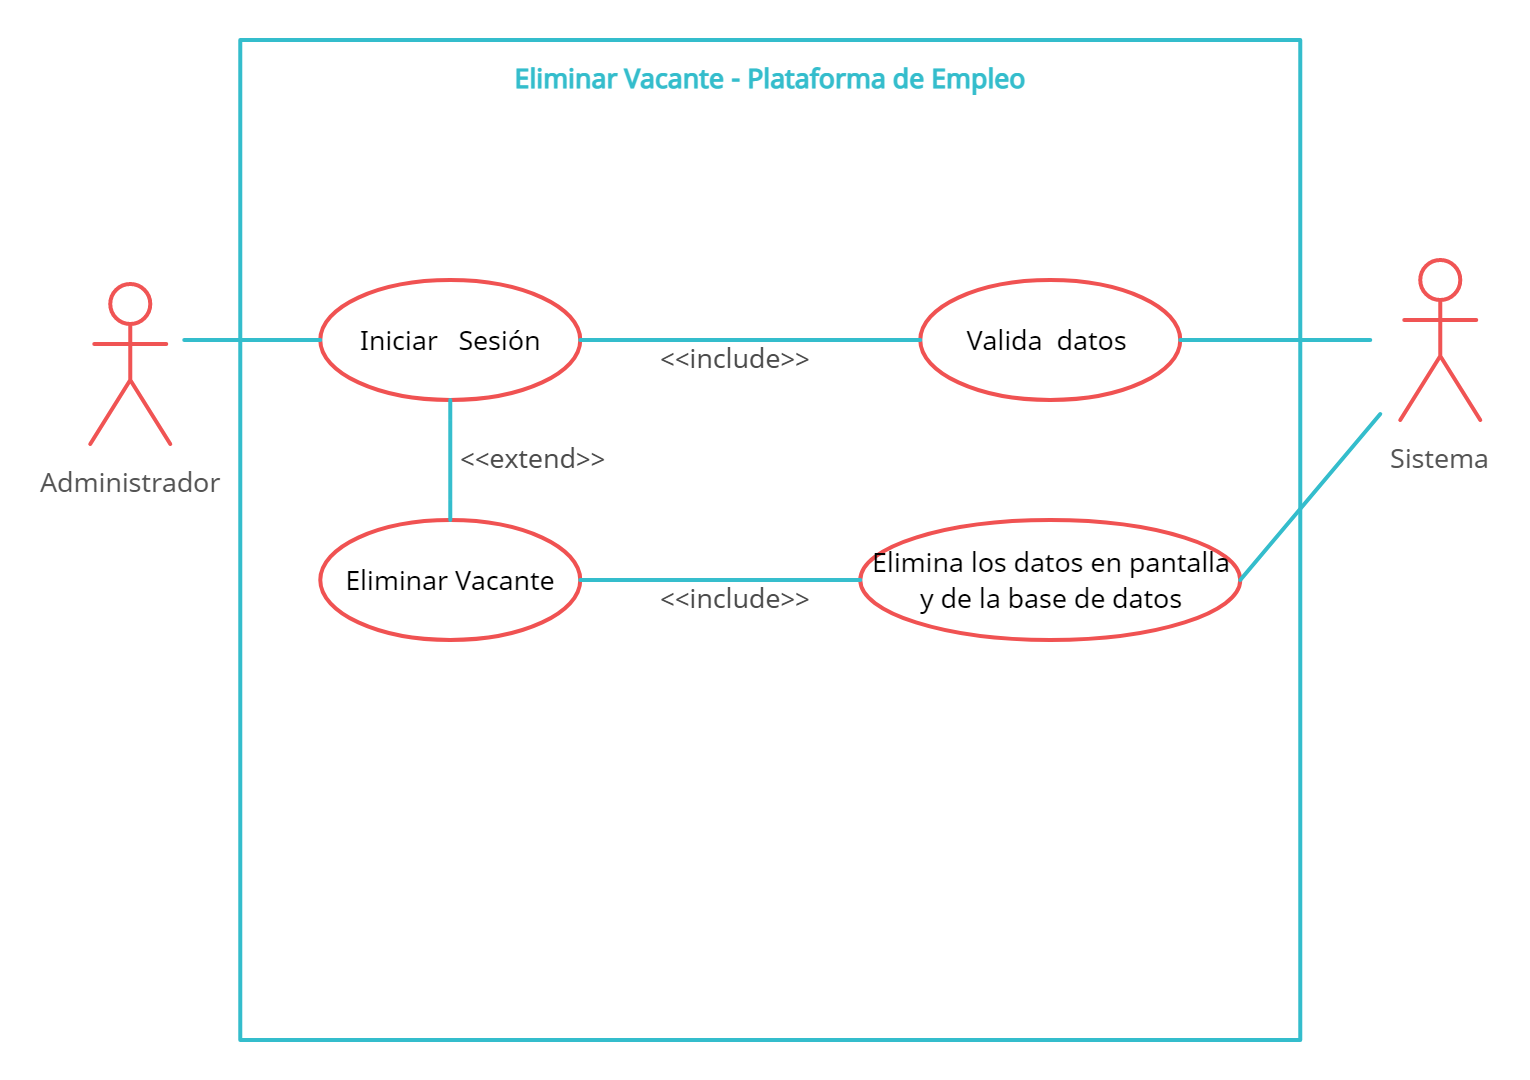 Eliminar Vacante - Plataforma de Empleo
Iniciar Sesión
<<include>>
Valida datos
Administrador
<<extend>>
Sistema
Eliminar Vacante
<<include>>
Elimina los datos en pantalla
y de la base de datos